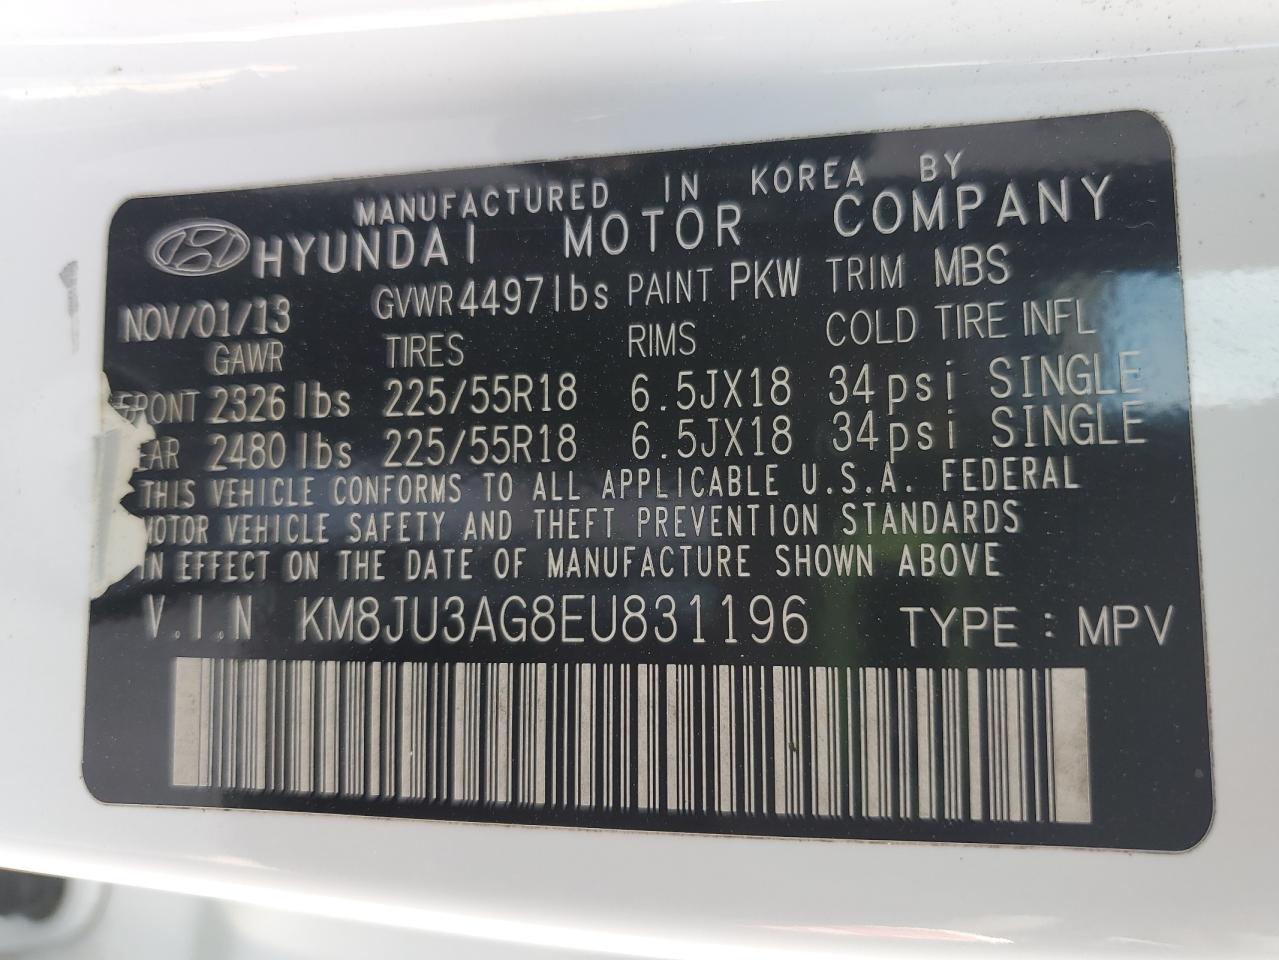 MANUFACTURED IN KOREA BY
HYUNDAI MOTOR COMPANY
NOV/01/13 GVWR 4497lbs PAINT PKW TRIM MBS
GAWR TIRES RIMS COLD TIRE INFL
FRONT 2326 lbs 225/55R18 6.5JX18 34psi SINGLE
EAR 2480 lbs 225/55R18 6.5JX18 34psi SINGLE
THIS VEHICLE CONFORMS TO ALL APPLICABLE U.S.A. FEDERAL
MOTOR VEHICLE SAFETY AND THEFT PREVENTION STANDARDS
IN EFFECT ON THE DATE OF MANUFACTURE SHOWN ABOVE
V.I.N KM8JU3AG8EU831196 TYPE : MPV